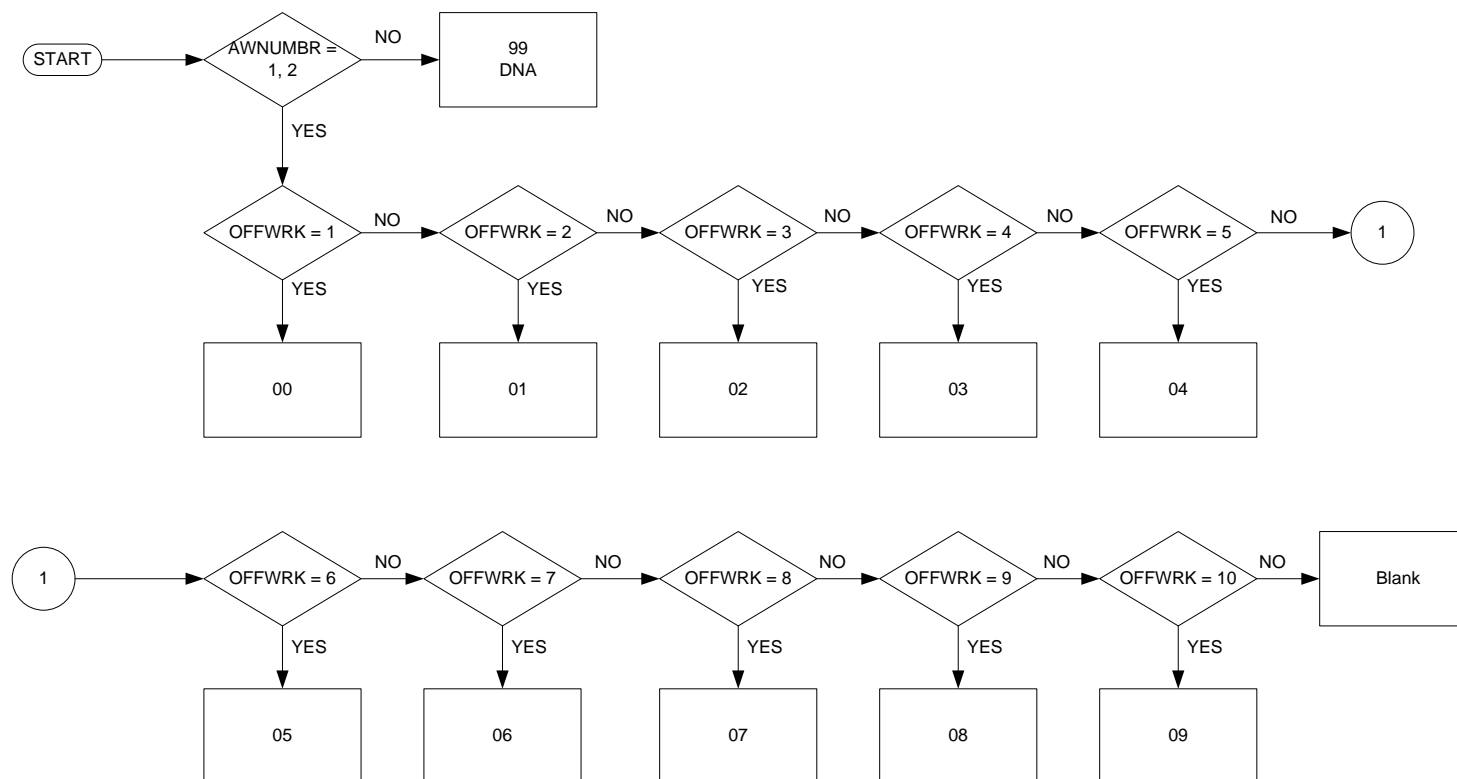 START
AWNUMBR =
1, 2
NO
99
DNA
YES
OFFWRK = 1
NO
OFFWRK = 2
NO
OFFWRK = 3
NO
OFFWRK = 4
NO
OFFWRK = 5
NO
1
YES
YES
YES
YES
YES
00
01
02
03
04
1
OFFWRK = 6
NO
OFFWRK = 7
NO
OFFWRK = 8
NO
OFFWRK = 9
NO
OFFWRK = 10
NO
Blank
YES
YES
YES
YES
YES
05
06
07
08
09